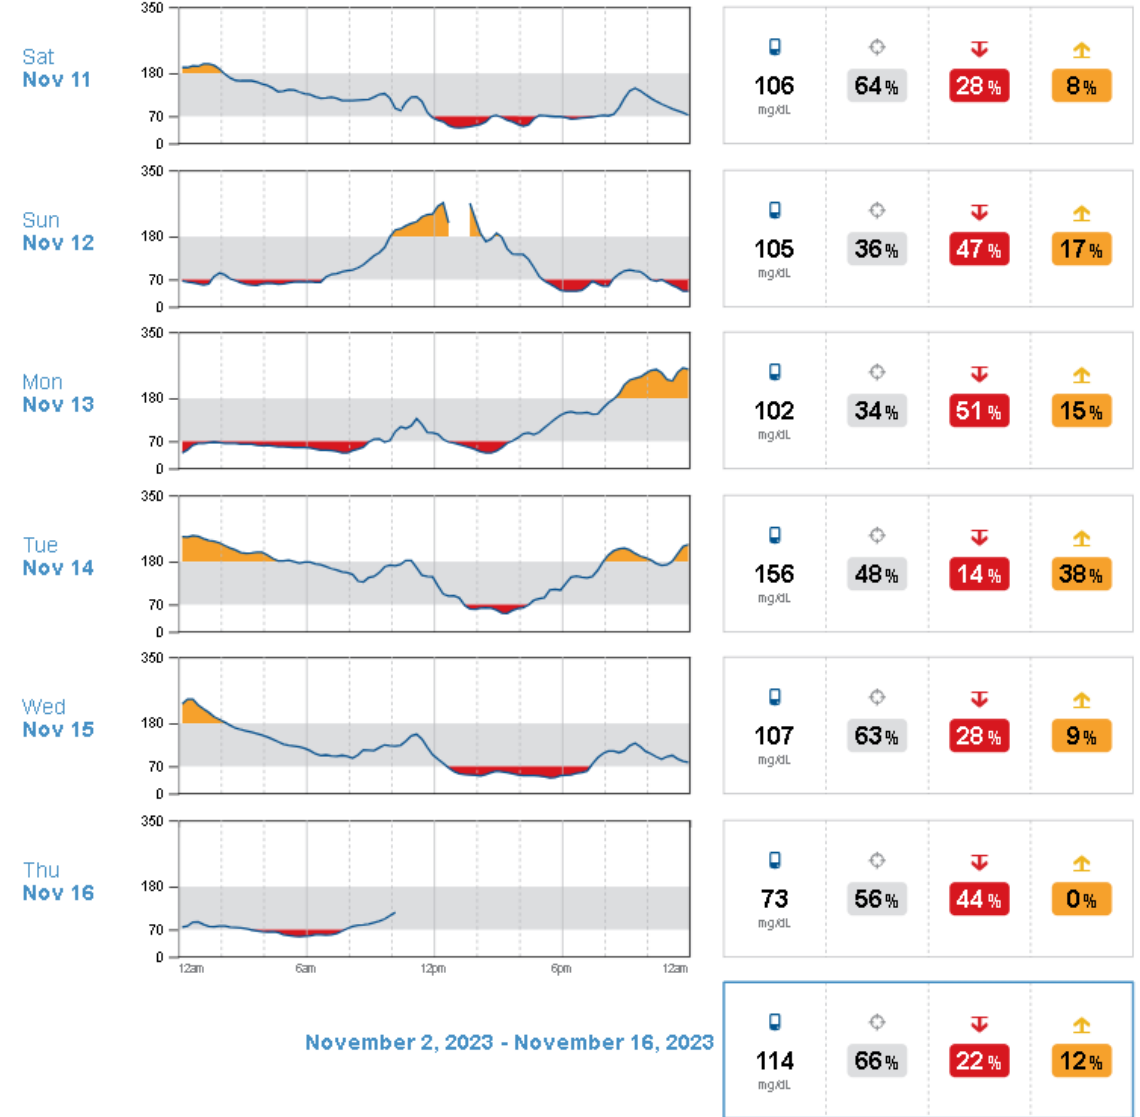 350
180
70
0
Sat
Nov 11
106
mg/dL
64%
28%
8%
350
180
70
0
Sun
Nov 12
105
mg/dL
36%
47%
17%
350
180
70
0
Mon
Nov 13
102
mg/dL
34%
51%
15%
350
180
70
0
Tue
Nov 14
156
mg/dL
48%
14%
38%
350
180
70
0
Wed
Nov 15
107
mg/dL
63%
28%
9%
350
180
70
0
Thu
Nov 16
73
mg/dL
56%
44%
0%
12am 6am 12pm 6pm 12am
November 2, 2023 - November 16, 2023
114
mg/dL
66%
22%
12%